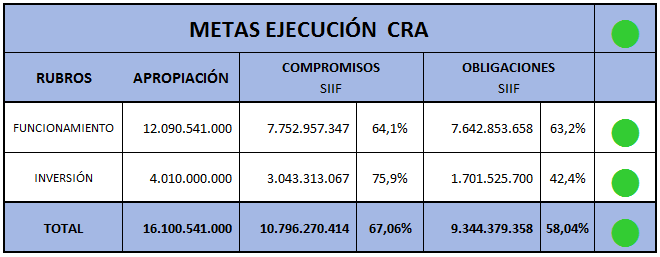 METAS EJECUCIÓN  CRA
RUBROS APROPIACIÓN COMPROMISOS SIIF OBLIGACIONES SIIF
FUNCIONAMIENTO 12.090.541.000 7.752.957.347 64,1% 7.642.853.658 63,2%
INVERSIÓN 4.010.000.000 3.043.313.067 75,9% 1.701.525.700 42,4%
TOTAL 16.100.541.000 10.796.270.414 67,06% 9.344.379.358 58,04%